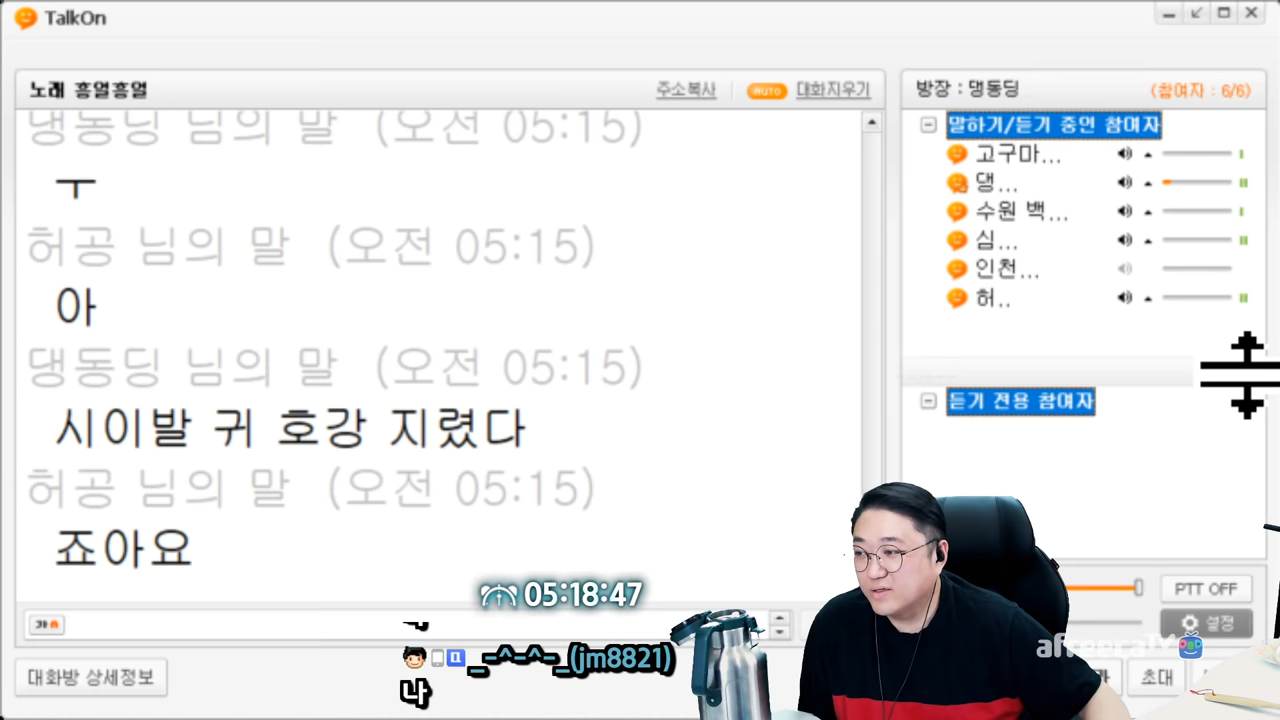 TalkOn
노래 흥얼흥얼
주소복사
AUTO
대화지우기
댕동딩 님의 말 (오전 05:15)
ㅜ
허공 님의 말 (오전 05:15)
아
댕동딩 님의 말 (오전 05:15)
시이발 귀 호강 지렸다
허공 님의 말 (오전 05:15)
죠아요
가
대화방 상세정보
방장 : 댕동딩
(참여자 : 6/6)
말하기/듣기 중인 참여자
고구마...
댕...
수원 백...
심...
인천...
허..
듣기 전용 참여자
PTT OFF
설정
초대
afreecaTV
05:18:47
_-^-^-_(jm8821)
나